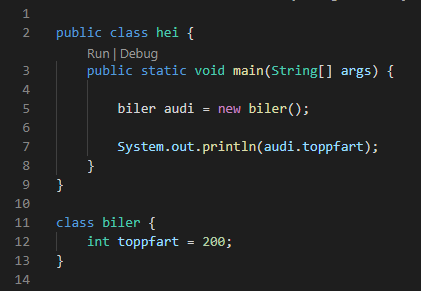 1
2 public class hei {
Run | Debug
3 public static void main(String[] args) {
4
5 biler audi = new biler();
6
7 System.out.println(audi.toppfart);
8 }
9 }
10
11 class biler {
12 int toppfart = 200;
13 }
14